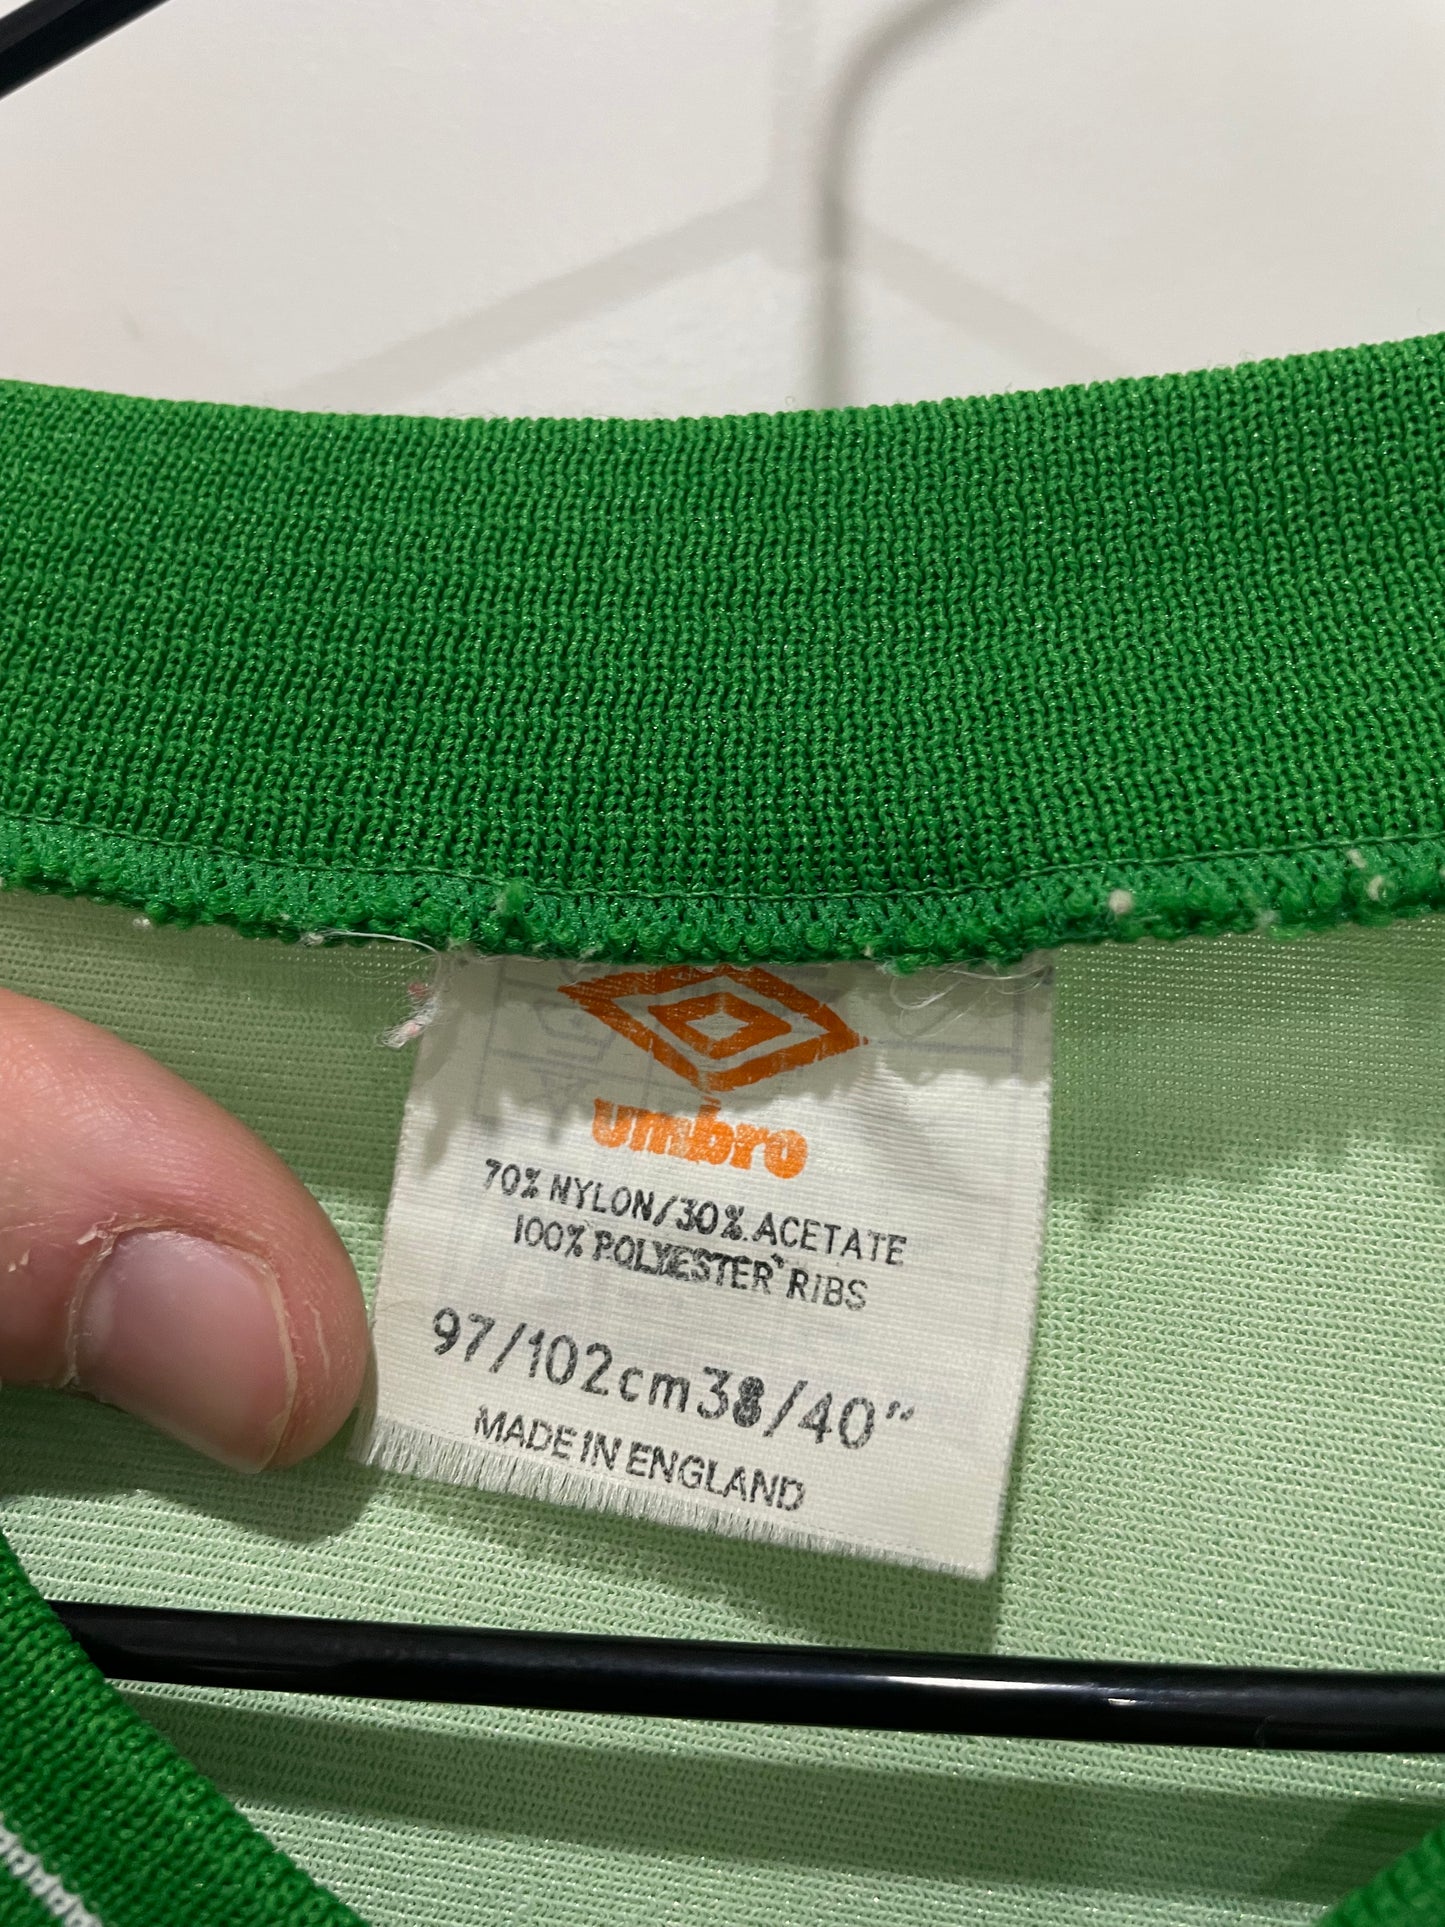 umbro
70% NYLON/30% ACETATE
100% POLYESTER RIBS
97/102cm 38/40"
MADE IN ENGLAND